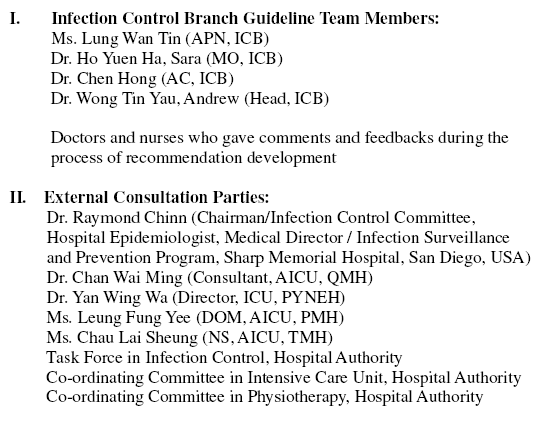 I. Infection Control Branch Guideline Team Members:
Ms. Lung Wan Tin (APN, ICB)
Dr. Ho Yuen Ha, Sara (MO, ICB)
Dr. Chen Hong (AC, ICB)
Dr. Wong Tin Yau, Andrew (Head, ICB)
Doctors and nurses who gave comments and feedbacks during the
process of recommendation development
II. External Consultation Parties:
Dr. Raymond Chinn (Chairman/Infection Control Committee,
Hospital Epidemiologist, Medical Director / Infection Surveillance
and Prevention Program, Sharp Memorial Hospital, San Diego, USA)
Dr. Chan Wai Ming (Consultant, AICU, QMH)
Dr. Yan Wing Wa (Director, ICU, PYNEH)
Ms. Leung Fung Yee (DOM, AICU, PMH)
Ms. Chau Lai Sheung (NS, AICU, TMH)
Task Force in Infection Control, Hospital Authority
Co-ordinating Committee in Intensive Care Unit, Hospital Authority
Co-ordinating Committee in Physiotherapy, Hospital Authority